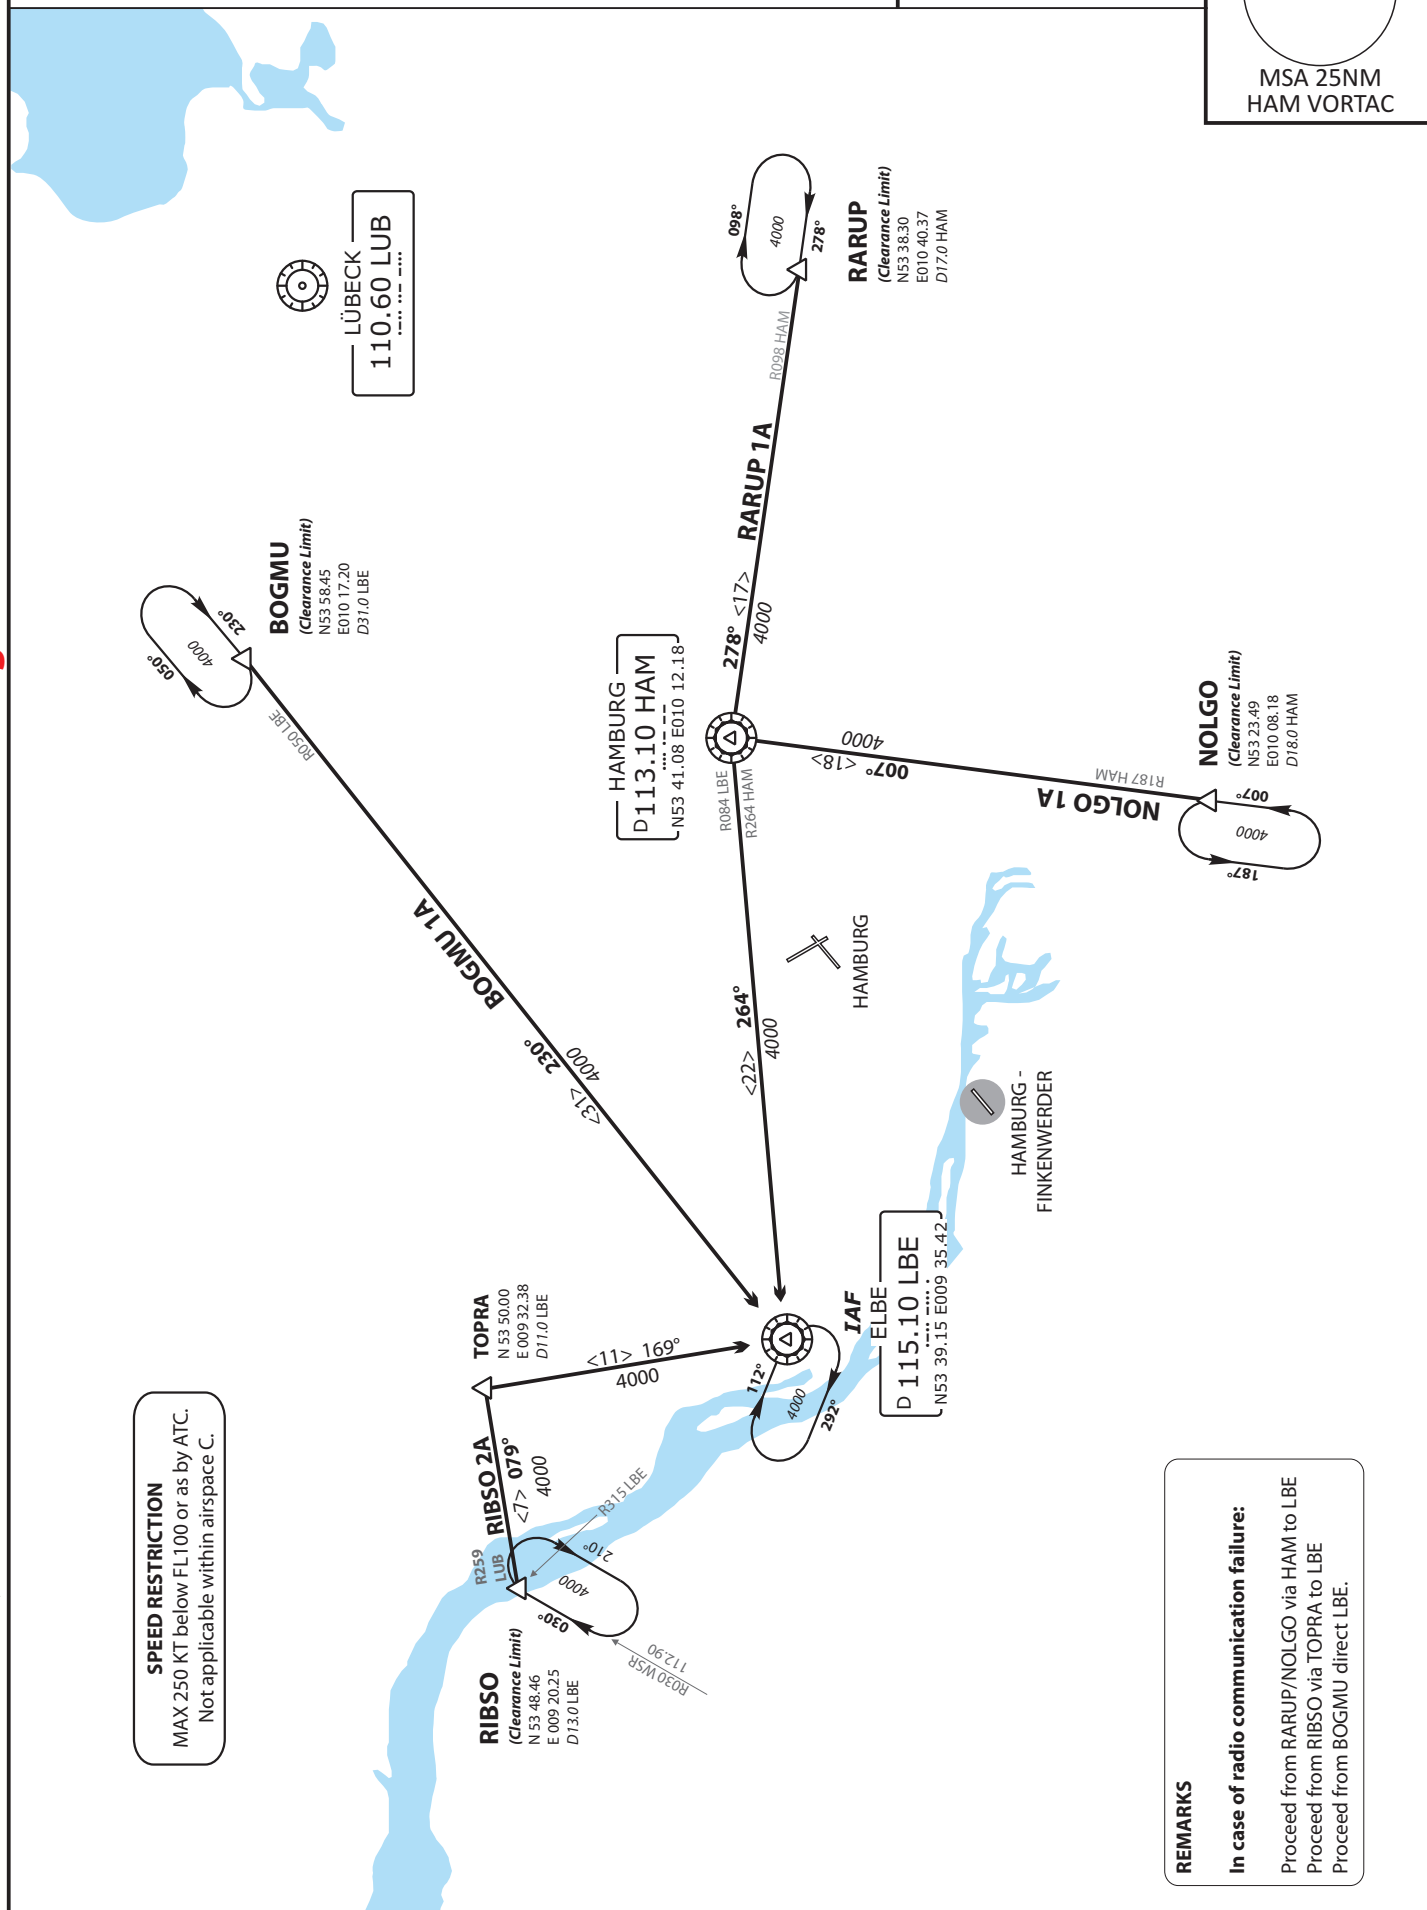 MSA 25NM
HAM VORTAC
LÜBECK
110.60 LUB
098°
4000
278°
RARUP
(Clearance Limit)
N53 38.30
E010 40.37
D17.0 HAM
R098 HAM
RARUP 1A
278° <17>
4000
BOGMU
(Clearance Limit)
N53 58.45
E010 17.20
D31.0 LBE
050°
4000
230°
R050 LBE
BOGMU 1A
230°
<31> 4000
HAMBURG
D 113.10 HAM
N53 41.08 E010 12.18
R084 LBE
R264 HAM
<22> 264°
4000
4000
<18> 007°
NOLGO 1A
R187 HAM
NOLGO
(Clearance Limit)
N53 23.49
E010 08.18
D18.0 HAM
007°
4000
187°
HAMBURG
HAMBURG -
FINKENWERDER
TOPRA
N 53 50.00
E 009 32.38
D11.0 LBE
<11> 169°
4000
IAF
ELBE
D 115.10 LBE
N53 39.15 E009 35.42
112°
4000
292°
RIBSO 2A
<7> 079°
4000
R259
LUB
R315 LBE
210°
4000
030°
R030 WSR
112.90
RIBSO
(Clearance Limit)
N 53 48.46
E 009 20.25
D13.0 LBE
SPEED RESTRICTION
MAX 250 KT below FL100 or as by ATC.
Not applicable within airspace C.
REMARKS
In case of radio communication failure:
Proceed from RARUP/NOLGO via HAM to LBE
Proceed from RIBSO via TOPRA to LBE
Proceed from BOGMU direct LBE.